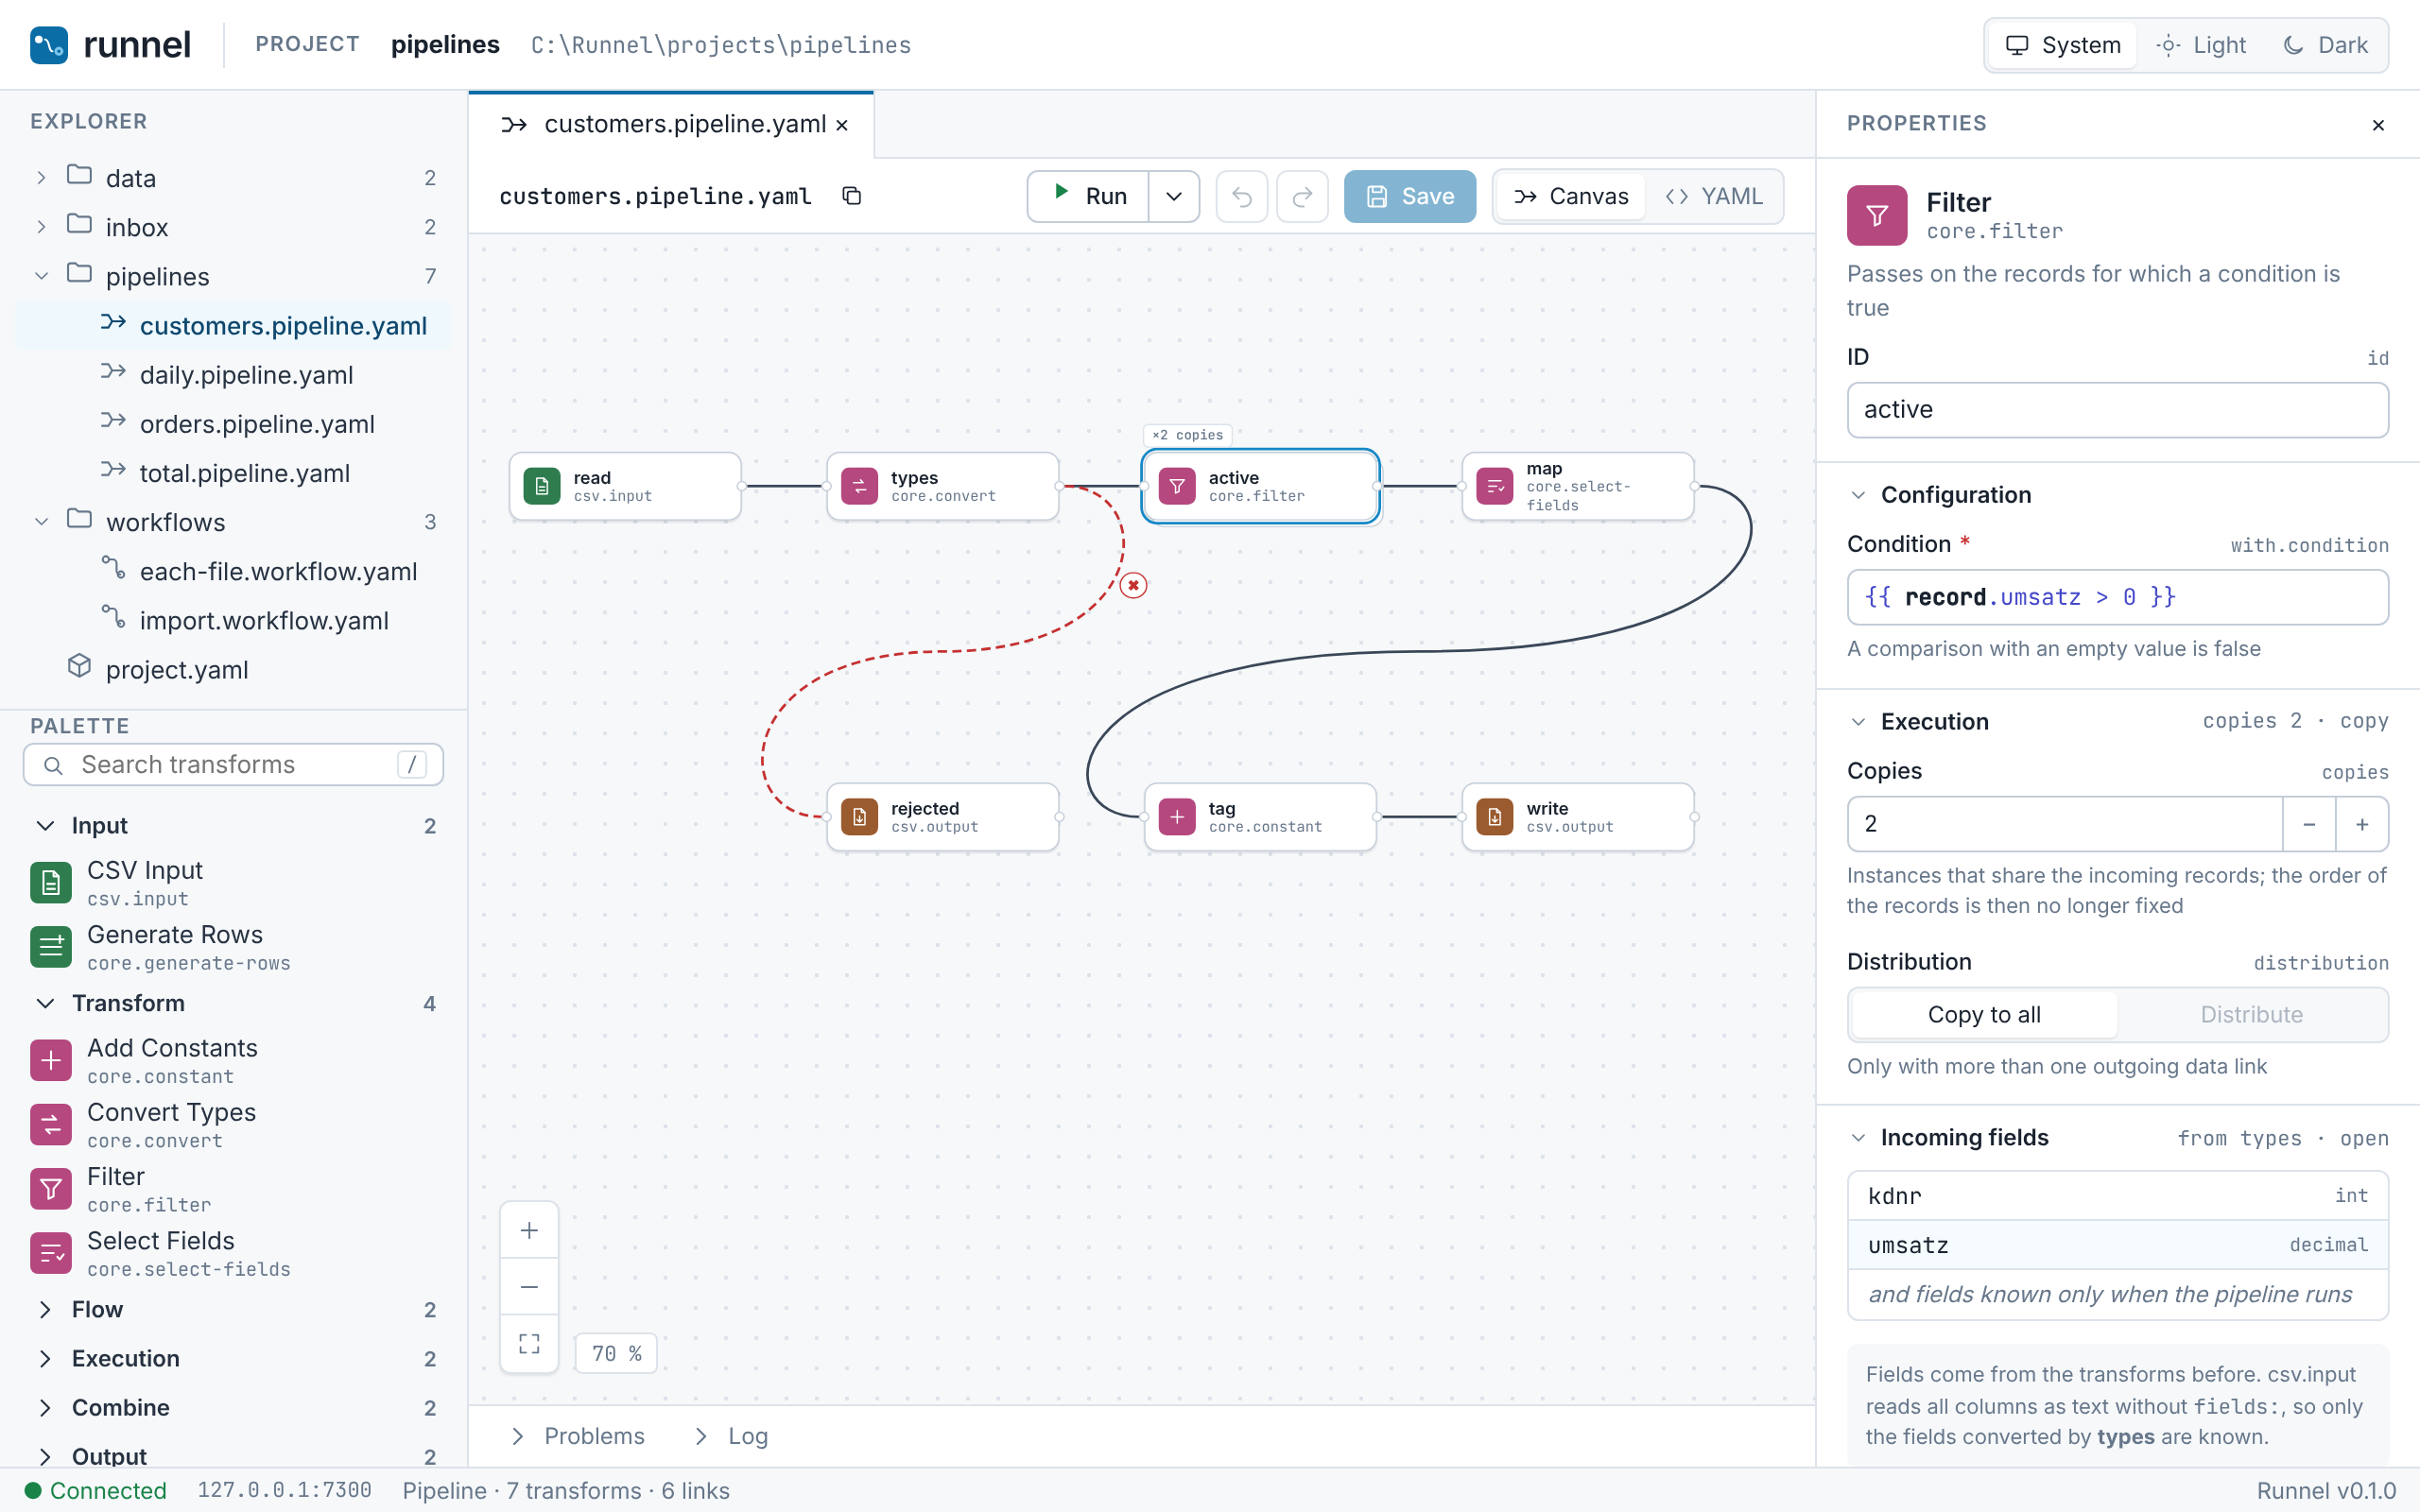 runnel
PROJECT pipelines C:\Runnel\projects\pipelines
System Light Dark
EXPLORER
data 2
inbox 2
pipelines 7
customers.pipeline.yaml
daily.pipeline.yaml
orders.pipeline.yaml
total.pipeline.yaml
workflows 3
each-file.workflow.yaml
import.workflow.yaml
project.yaml
PALETTE
Search transforms /
Input 2
CSV Input
csv.input
Generate Rows
core.generate-rows
Transform 4
Add Constants
core.constant
Convert Types
core.convert
Filter
core.filter
Select Fields
core.select-fields
Flow 2
Execution 2
Combine 2
Output 2
customers.pipeline.yaml ×
customers.pipeline.yaml
Run
Save
Canvas
YAML
×2 copies
read
csv.input
types
core.convert
active
core.filter
map
core.select-
fields
rejected
csv.output
tag
core.constant
write
csv.output
70 %
Problems
Log
PROPERTIES ×
Filter
core.filter
Passes on the records for which a condition is
true
ID id
active
Configuration
Condition * with.condition
{{ record.umsatz > 0 }}
A comparison with an empty value is false
Execution copies 2 · copy
Copies copies
2 − +
Instances that share the incoming records; the order of
the records is then no longer fixed
Distribution distribution
Copy to all Distribute
Only with more than one outgoing data link
Incoming fields from types · open
kdnr int
umsatz decimal
and fields known only when the pipeline runs
Fields come from the transforms before. csv.input
reads all columns as text without fields:, so only
the fields converted by types are known.
Connected 127.0.0.1:7300 Pipeline · 7 transforms · 6 links
Runnel v0.1.0